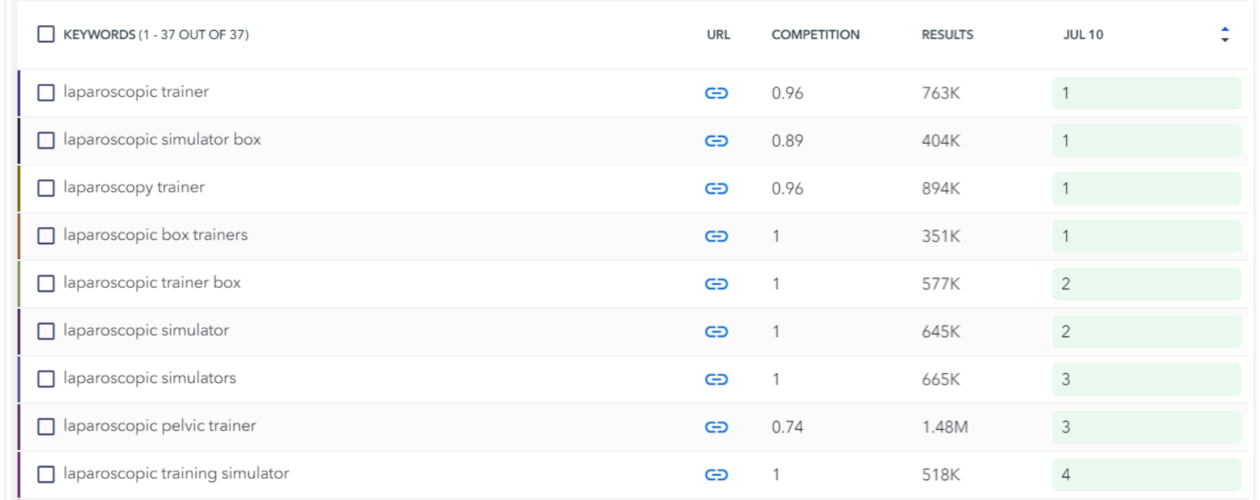 KEYWORDS (1 - 37 OUT OF 37) URL COMPETITION RESULTS JUL 10
laparoscopic trainer 0.96 763K 1
laparoscopic simulator box 0.89 404K 1
laparoscopy trainer 0.96 894K 1
laparoscopic box trainers 1 351K 1
laparoscopic trainer box 1 577K 2
laparoscopic simulator 1 645K 2
laparoscopic simulators 1 665K 3
laparoscopic pelvic trainer 0.74 1.48M 3
laparoscopic training simulator 1 518K 4